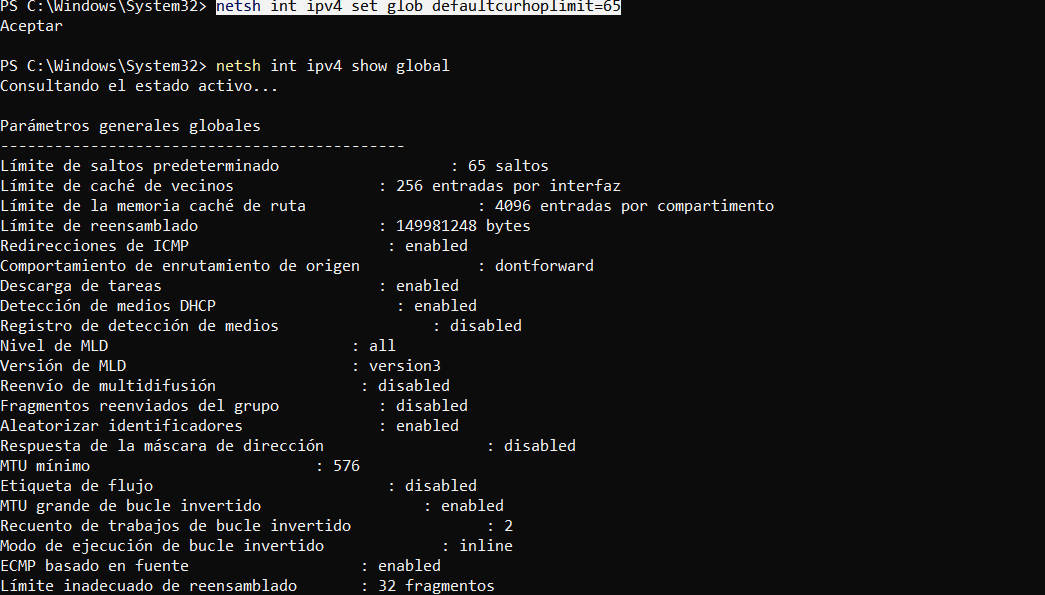 PS C:\Windows\System32> netsh int ipv4 set glob defaultcurhoplimit=65
Aceptar
PS C:\Windows\System32> netsh int ipv4 show global
Consultando el estado activo...
Parámetros generales globales
---------------------------------------------
Límite de saltos predeterminado : 65 saltos
Límite de caché de vecinos : 256 entradas por interfaz
Límite de la memoria caché de ruta : 4096 entradas por compartimento
Límite de reensamblado : 149981248 bytes
Redirecciones de ICMP : enabled
Comportamiento de enrutamiento de origen : dontforward
Descarga de tareas : enabled
Detección de medios DHCP : enabled
Registro de detección de medios : disabled
Nivel de MLD : all
Versión de MLD : version3
Reenvío de multidifusión : disabled
Fragmentos reenviados del grupo : disabled
Aleatorizar identificadores : enabled
Respuesta de la máscara de dirección : disabled
MTU mínimo : 576
Etiqueta de flujo : disabled
MTU grande de bucle invertido : enabled
Recuento de trabajos de bucle invertido : 2
Modo de ejecución de bucle invertido : inline
ECMP basado en fuente : enabled
Límite inadecuado de reensamblado : 32 fragmentos